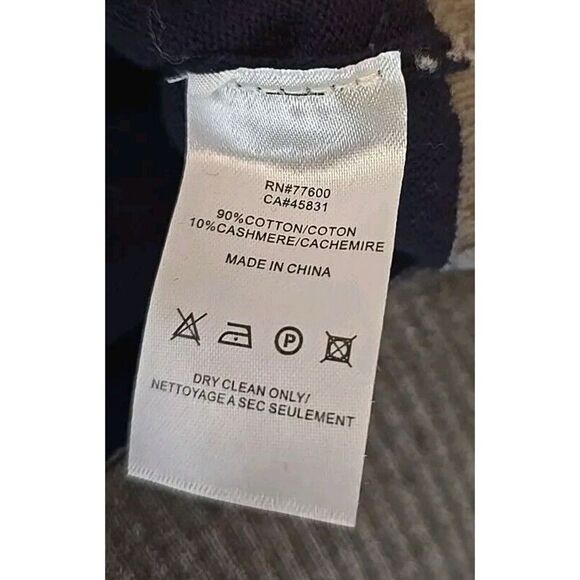 RN#77600
CA#45831
90%COTTON/COTON
10%CASHMERE/CACHEMIRE
MADE IN CHINA
P
DRY CLEAN ONLY/
NETTOYAGE A SEC SEULEMENT